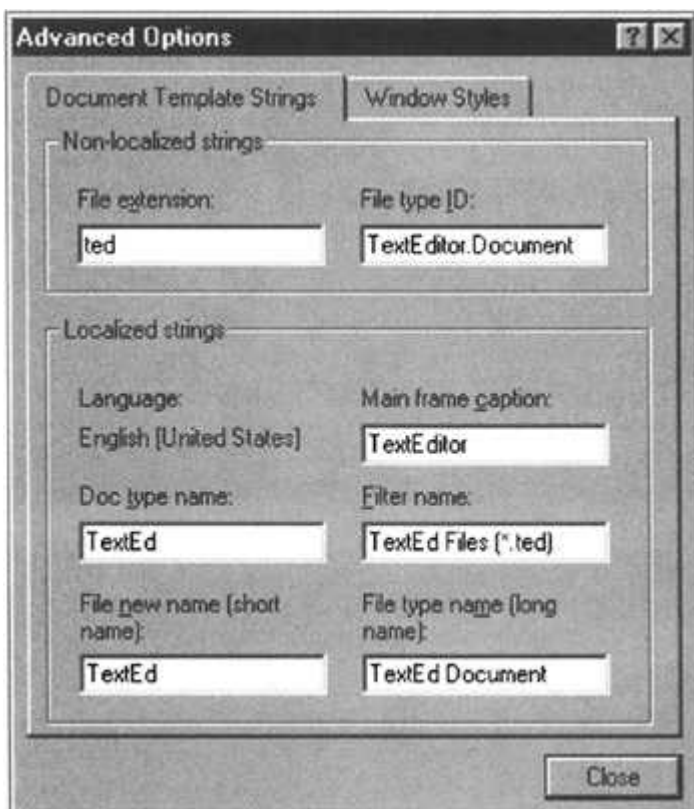 Advanced Options
Document Template Strings
Window Styles
Non-localized strings
File extension:
File type ID:
ted
TextEditor.Document
Localized strings
Language:
Main frame caption:
English [United States]
TextEditor
Doc type name:
Filter name:
TextEd
TextEd Files (*.ted)
File new name (short
name):
File type name (long
name):
TextEd
TextEd Document
Close